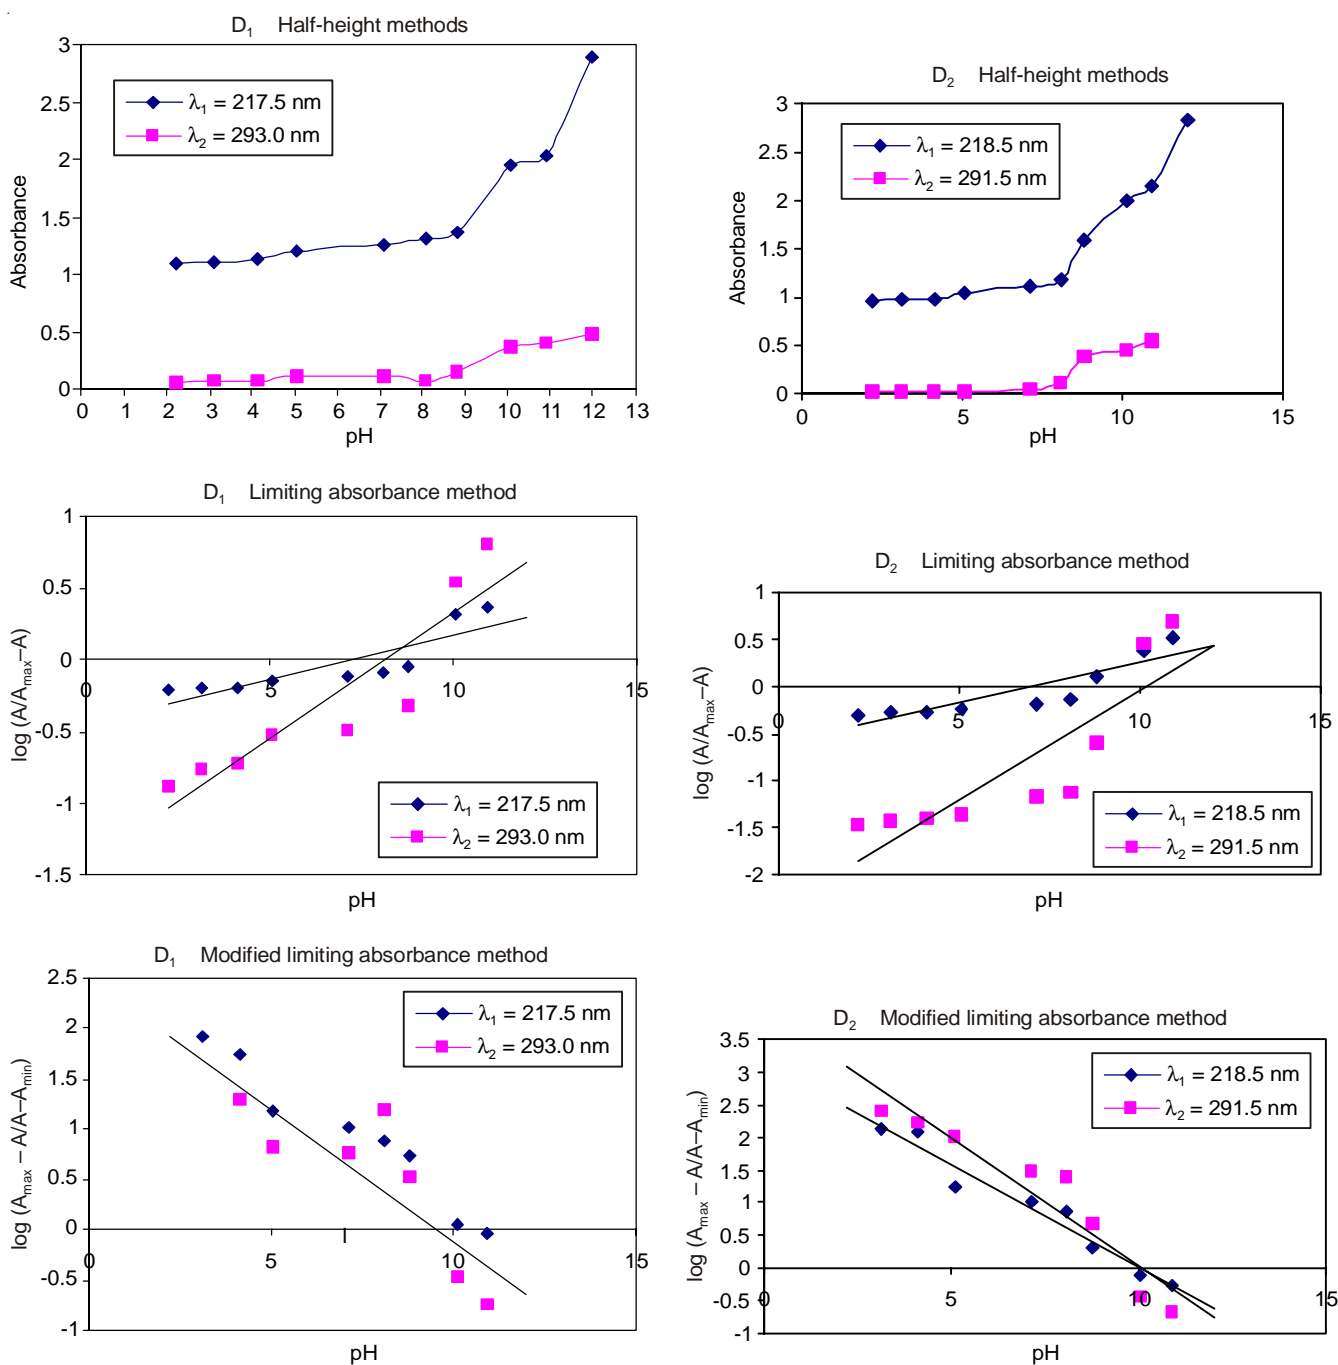 D1 Half-height methods
3
2.5
2
1.5
1
0.5
0
Absorbance
λ1 = 217.5 nm
λ2 = 293.0 nm
0 1 2 3 4 5 6 7 8 9 10 11 12 13
pH
D2 Half-height methods
3
2.5
2
1.5
1
0.5
0
Absorbance
λ1 = 218.5 nm
λ2 = 291.5 nm
0 5 10 15
pH
D1 Limiting absorbance method
1
0.5
0
-0.5
-1
-1.5
log (A/Amax–A)
0 5 10 15
λ1 = 217.5 nm
λ2 = 293.0 nm
pH
D2 Limiting absorbance method
1
0.5
0
-0.5
-1
-1.5
-2
log (A/Amax–A)
0 5 10 15
λ1 = 218.5 nm
λ2 = 291.5 nm
pH
D1 Modified limiting absorbance method
2.5
2
1.5
1
0.5
0
-0.5
-1
log (Amax – A/A–Amin)
λ1 = 217.5 nm
λ2 = 293.0 nm
0 5 10 15
pH
D2 Modified limiting absorbance method
3.5
3
2.5
2
1.5
1
0.5
0
-0.5
-1
log (Amax – A/A–Amin)
λ1 = 218.5 nm
λ2 = 291.5 nm
0 5 10 15
pH